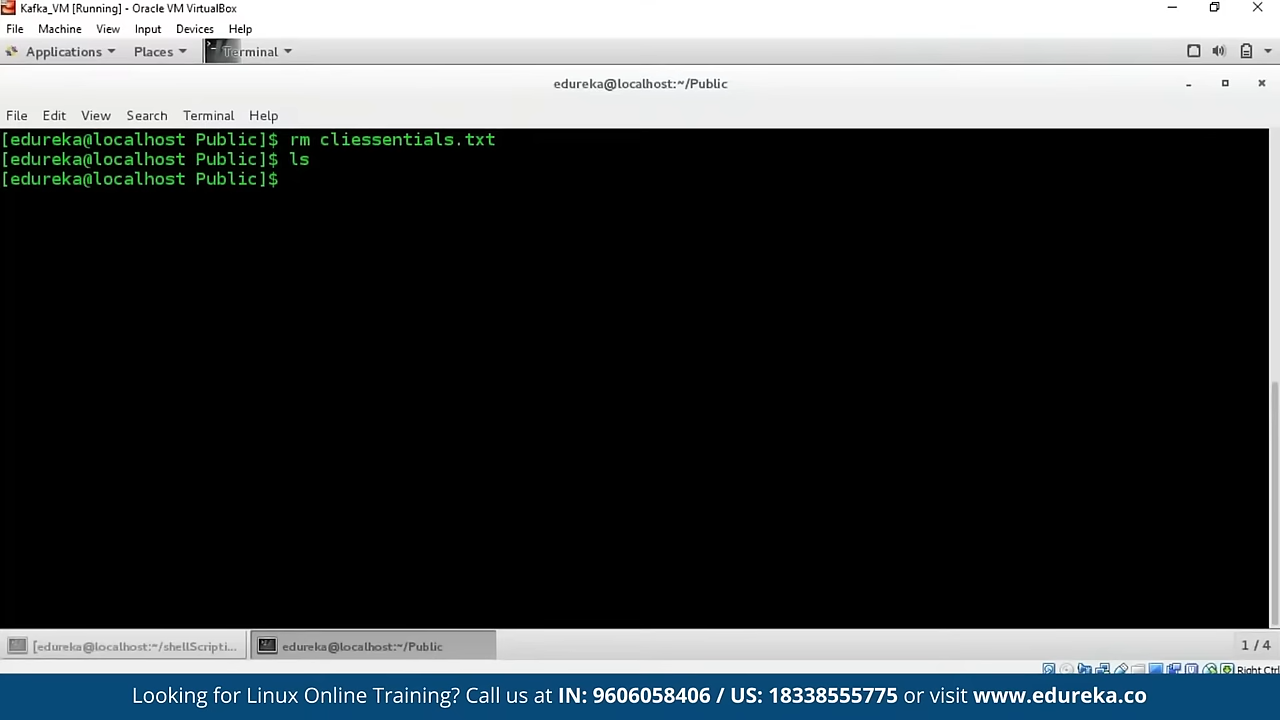 Kafka_VM [Running] - Oracle VM VirtualBox
File Machine View Input Devices Help
Applications Places Terminal
edureka@localhost:~/Public
File Edit View Search Terminal Help
[edureka@localhost Public]$ rm cliessentials.txt
[edureka@localhost Public]$ ls
[edureka@localhost Public]$
[edureka@localhost:~/shellScripti... edureka@localhost:~/Public 1 / 4
Right Ctrl
Looking for Linux Online Training? Call us at IN: 9606058406 / US: 18338555775 or visit www.edureka.co